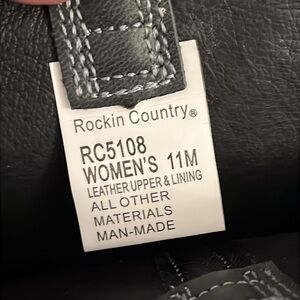 Rockin Country®
RC5108
WOMEN'S 11M
LEATHER UPPER & LINING
ALL OTHER
MATERIALS
MAN-MADE